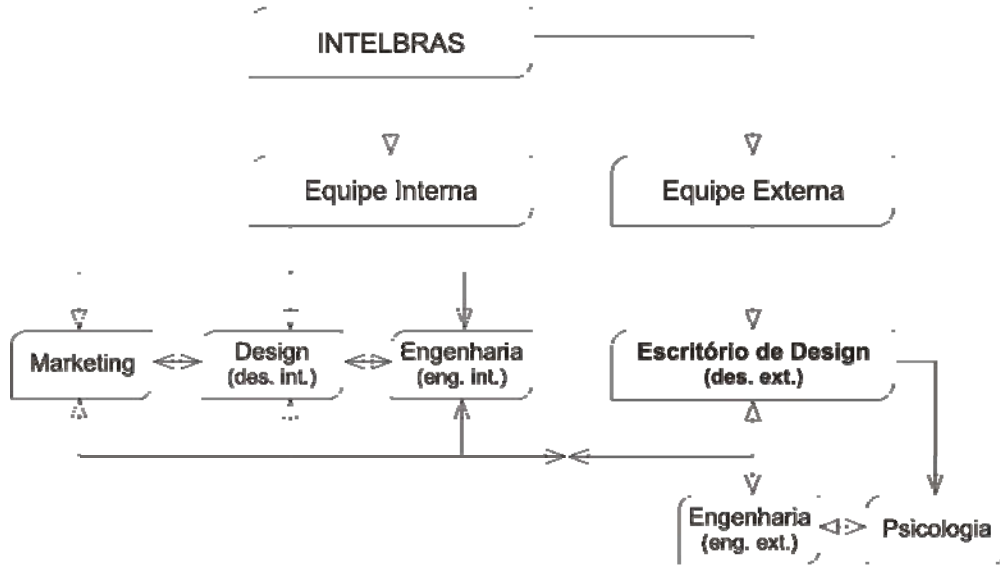 INTELBRAS
Equipe Interna
Equipe Externa
Marketing
Design
(des. int.)
Engenharia
(eng. int.)
Escritório de Design
(des. ext.)
Engenharia
(eng. ext.)
Psicologia